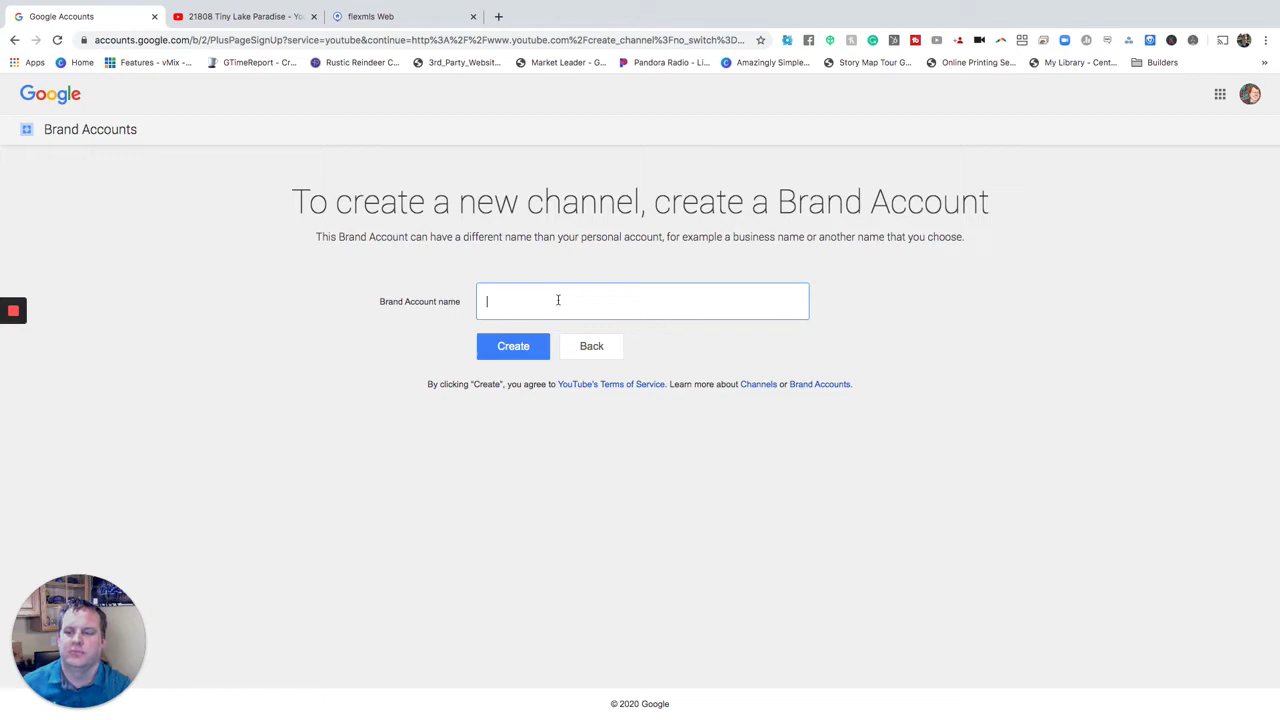 Google Accounts
21808 Tiny Lake Paradise - Yo
flexmls Web
accounts.google.com/b/2/PlusPageSignUp?service=youtube&continue=http%3A%2F%2Fwww.youtube.com%2Fcreate_channel%3Fno_switch%3D...
Apps Home Features - vMix -... GTimeReport - Cr... Rustic Reindeer C... 3rd_Party_Websit... Market Leader - G... Pandora Radio - Li... Amazingly Simple... Story Map Tour G... Online Printing Se... My Library - Cent... Builders »
Google
Brand Accounts
To create a new channel, create a Brand Account
This Brand Account can have a different name than your personal account, for example a business name or another name that you choose.
Brand Account name
Create Back
By clicking "Create", you agree to YouTube's Terms of Service. Learn more about Channels or Brand Accounts.
© 2020 Google